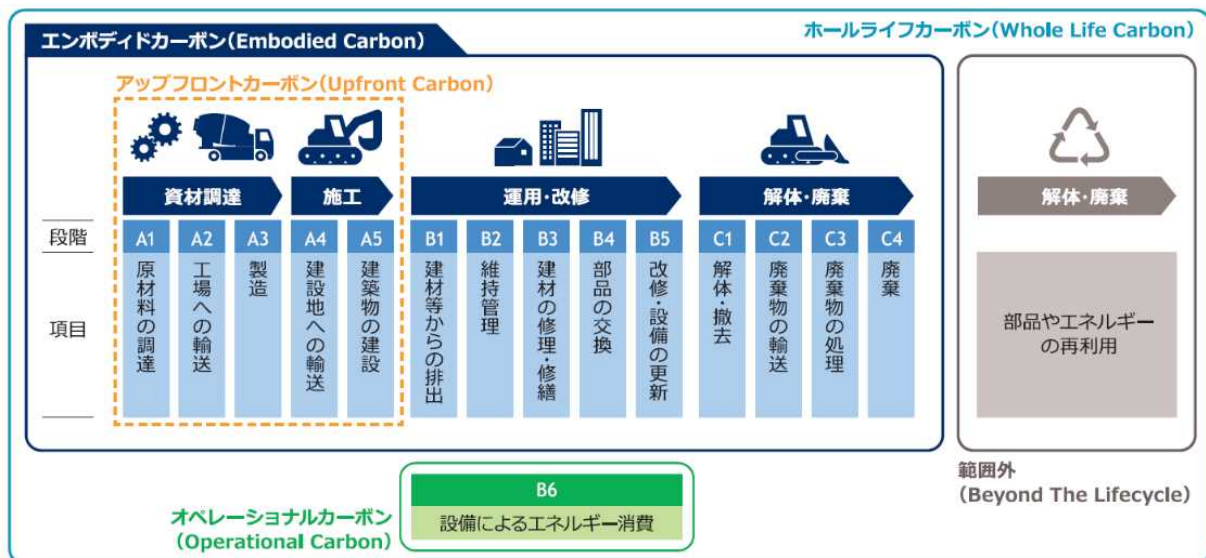 ホールライフカーボン(Whole Life Carbon)
エンボディドカーボン(Embodied Carbon)
アップフロントカーボン(Upfront Carbon)
資材調達
施工
運用・改修
解体・廃棄
解体・廃棄
段階
A1
A2
A3
A4
A5
B1
B2
B3
B4
B5
C1
C2
C3
C4
項目
原材料の調達
工場への輸送
製造
建設地への輸送
建築物の建設
建材等からの排出
維持管理
建材の修理・修繕
部品の交換
改修・設備の更新
解体・撤去
廃棄物の輸送
廃棄物の処理
廃棄
部品やエネルギー
の再利用
範囲外
(Beyond The Lifecycle)
オペレーショナルカーボン
(Operational Carbon)
B6
設備によるエネルギー消費